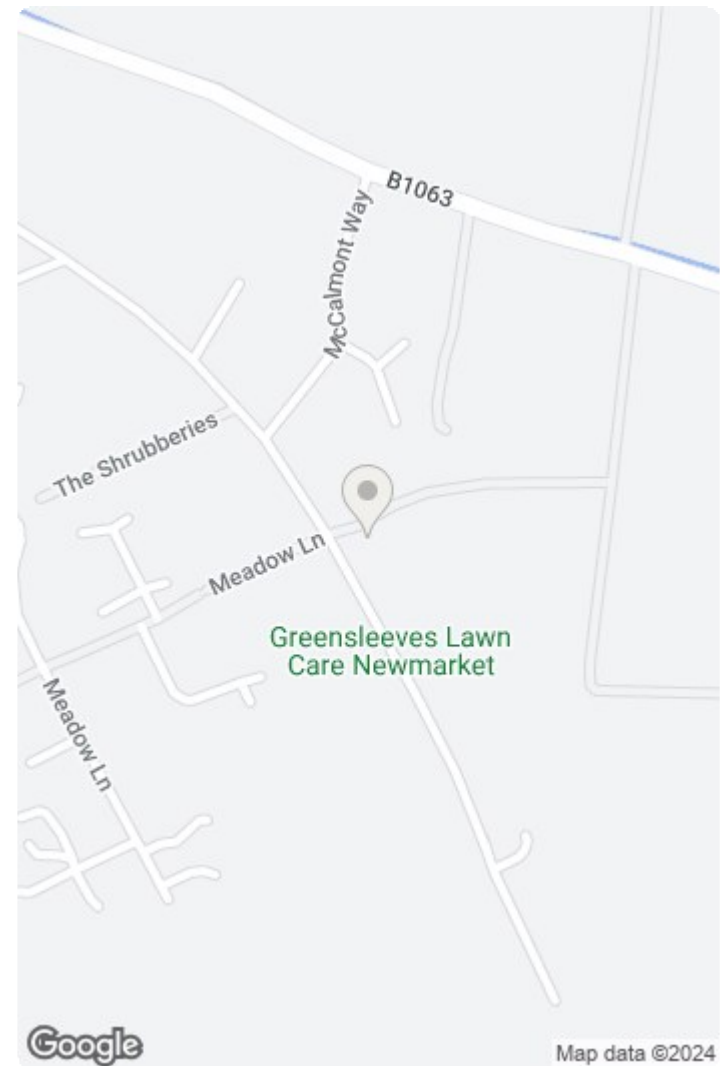 B1063
McCalmont Way
The Shrubberies
Meadow Ln
Greensleeves Lawn
Care Newmarket
Meadow Ln
Google
Map data ©2024